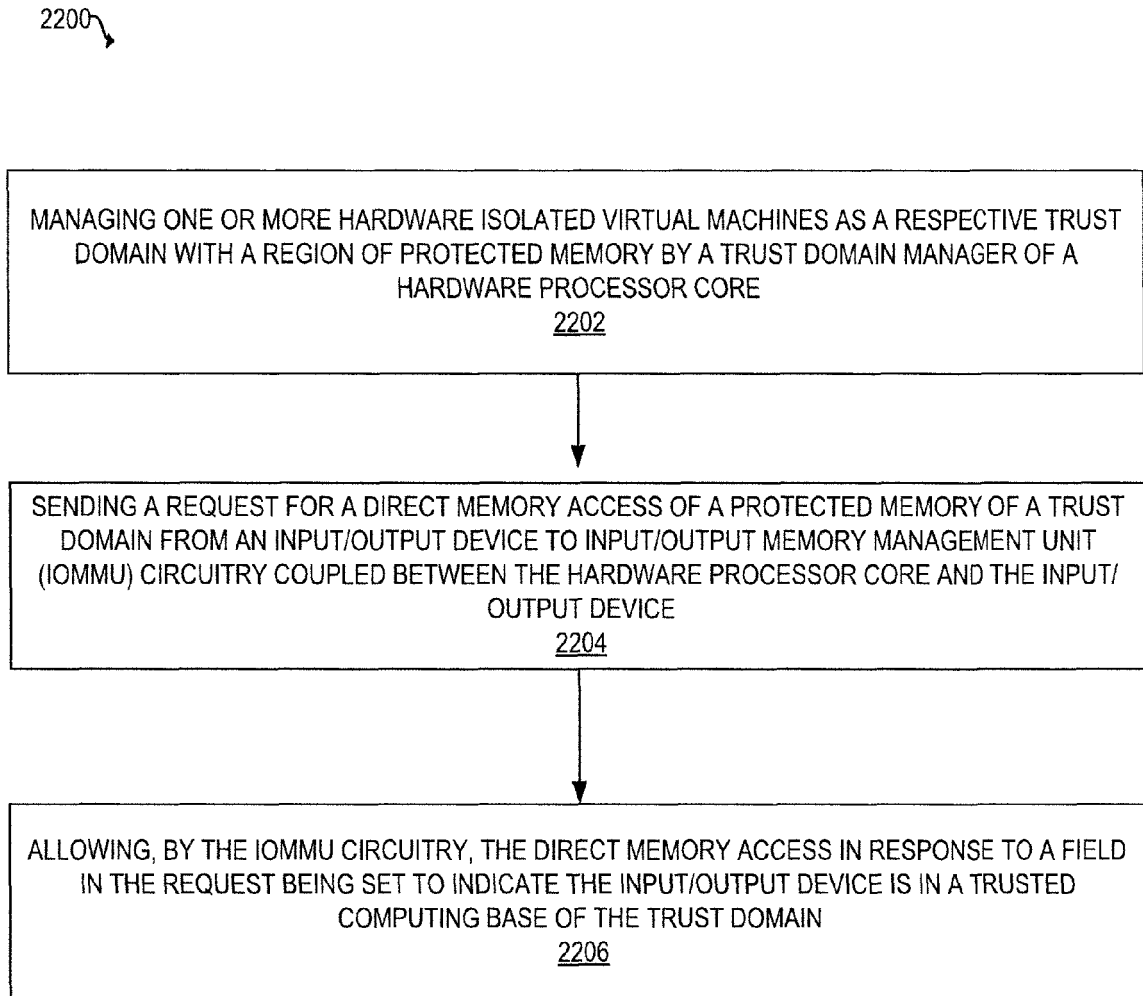 2200
MANAGING ONE OR MORE HARDWARE ISOLATED VIRTUAL MACHINES AS A RESPECTIVE TRUST
DOMAIN WITH A REGION OF PROTECTED MEMORY BY A TRUST DOMAIN MANAGER OF A
HARDWARE PROCESSOR CORE
2202
SENDING A REQUEST FOR A DIRECT MEMORY ACCESS OF A PROTECTED MEMORY OF A TRUST
DOMAIN FROM AN INPUT/OUTPUT DEVICE TO INPUT/OUTPUT MEMORY MANAGEMENT UNIT
(IOMMU) CIRCUITRY COUPLED BETWEEN THE HARDWARE PROCESSOR CORE AND THE INPUT/
OUTPUT DEVICE
2204
ALLOWING, BY THE IOMMU CIRCUITRY, THE DIRECT MEMORY ACCESS IN RESPONSE TO A FIELD
IN THE REQUEST BEING SET TO INDICATE THE INPUT/OUTPUT DEVICE IS IN A TRUSTED
COMPUTING BASE OF THE TRUST DOMAIN
2206